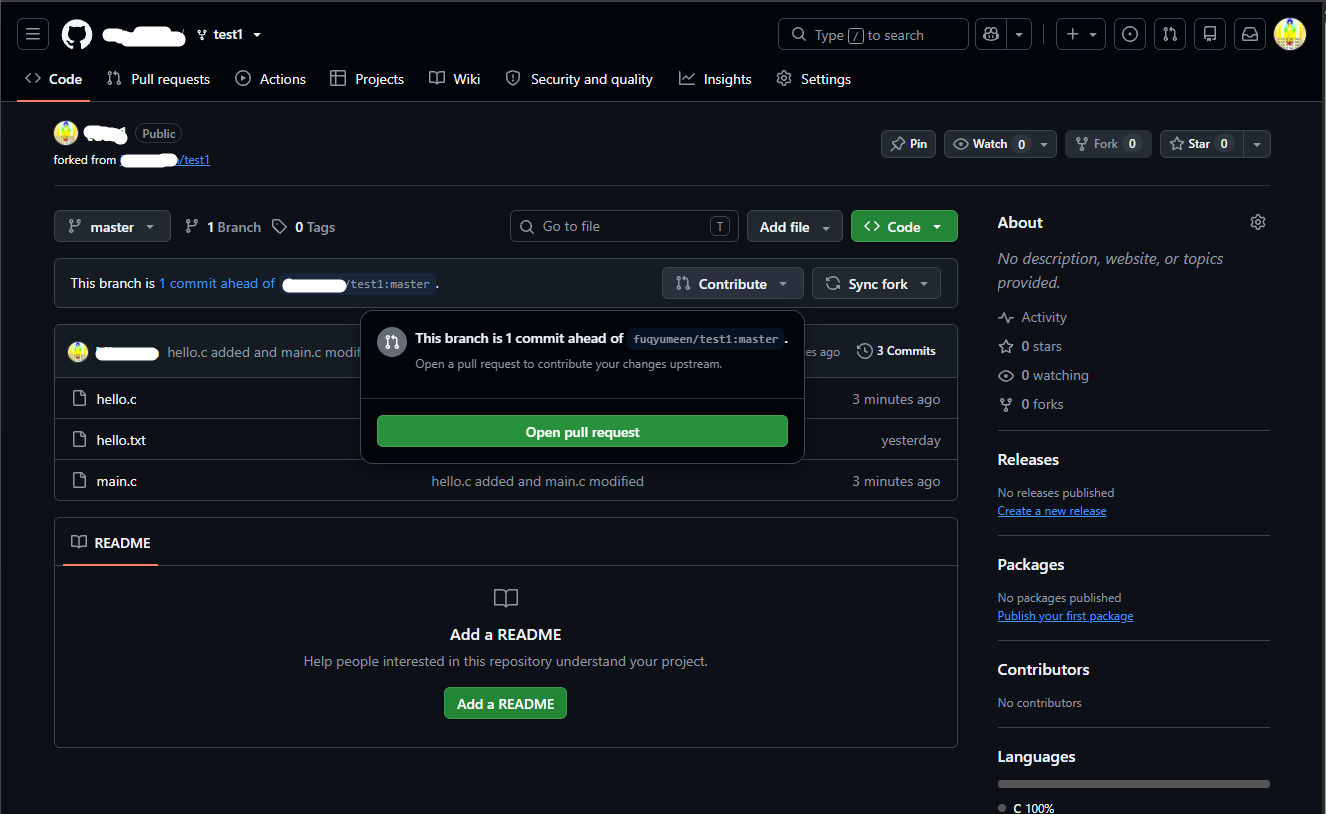 test1
Type / to search
Code Pull requests Actions Projects Wiki Security and quality Insights Settings
Public
forked from /test1
Pin Watch 0 Fork 0 Star 0
master 1 Branch 0 Tags Go to file T Add file Code
This branch is 1 commit ahead of /test1:master . Contribute Sync fork
This branch is 1 commit ahead of fuqyumeen/test1:master .
Open a pull request to contribute your changes upstream.
Open pull request
hello.c added and main.c modif es ago 3 Commits
hello.c 3 minutes ago
hello.txt yesterday
main.c hello.c added and main.c modified 3 minutes ago
README
Add a README
Help people interested in this repository understand your project.
Add a README
About
No description, website, or topics
provided.
Activity
0 stars
0 watching
0 forks
Releases
No releases published
Create a new release
Packages
No packages published
Publish your first package
Contributors
No contributors
Languages
C 100%